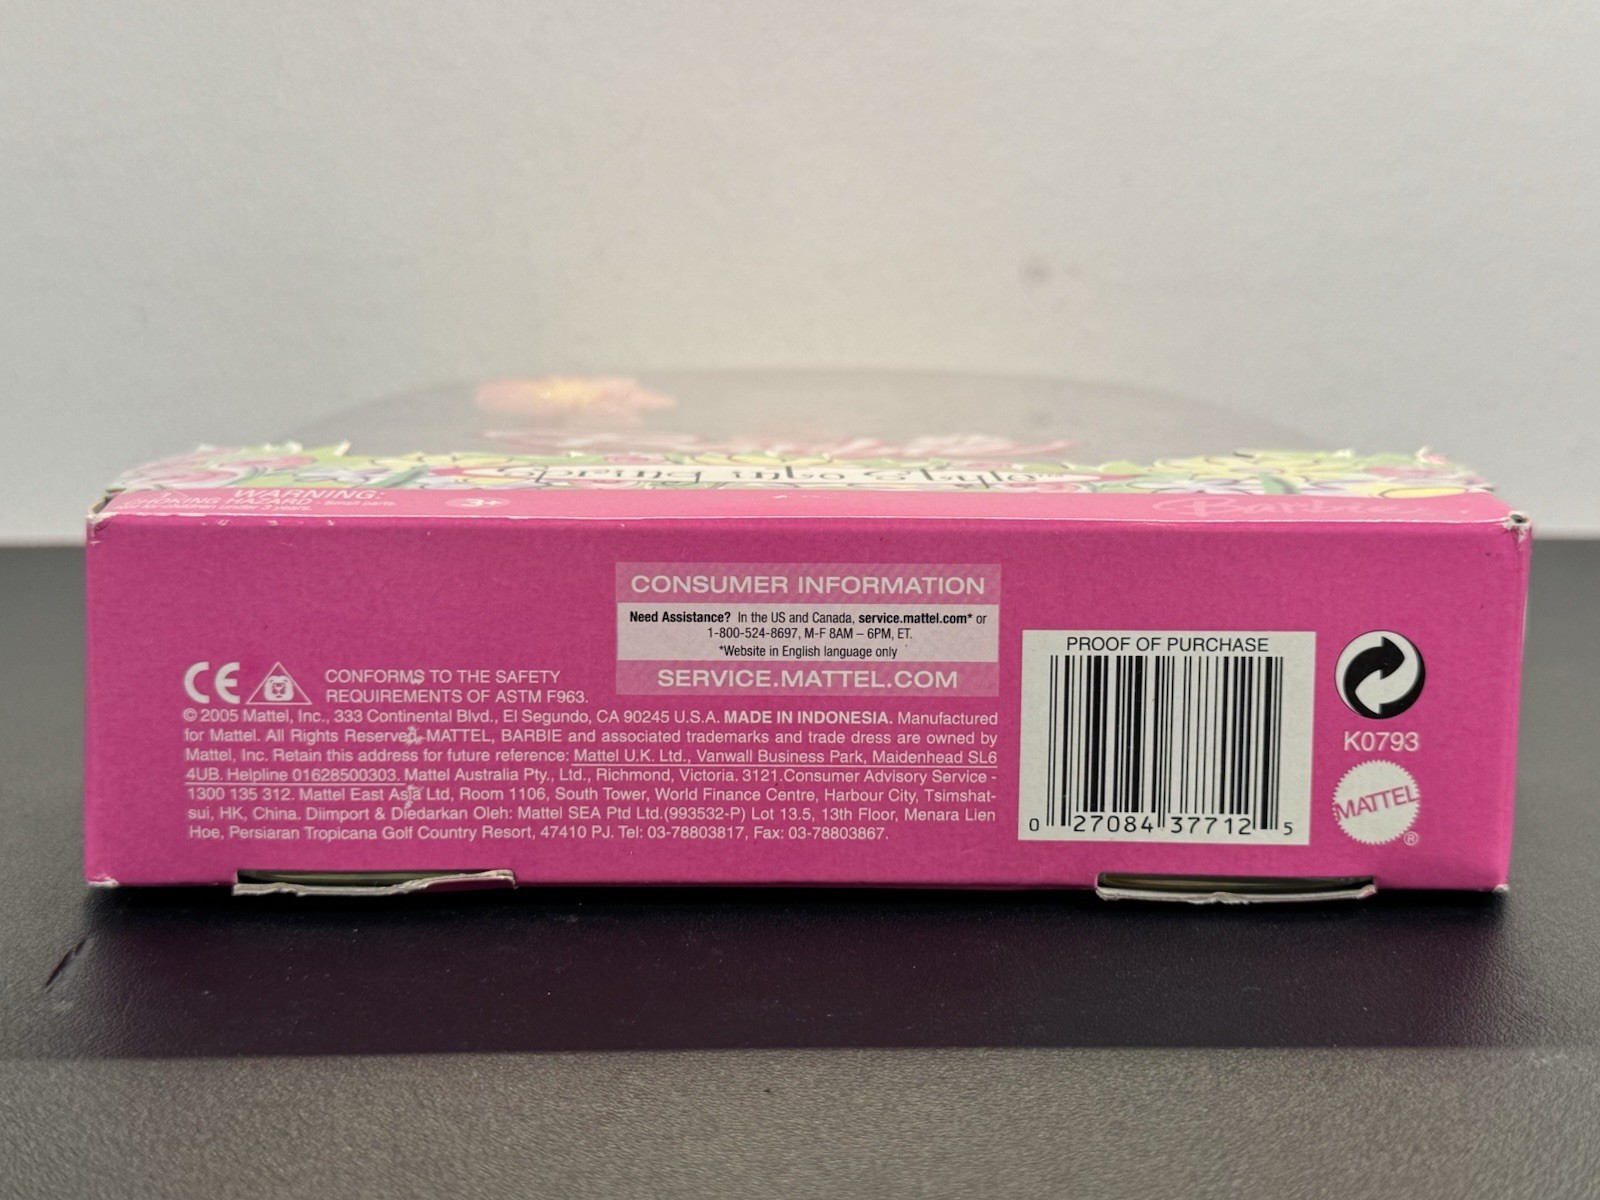 Spring into Style™
WARNING:
CHOKING HAZARD - Small parts.
3+
Barbie
CONSUMER INFORMATION
Need Assistance? In the US and Canada, service.mattel.com* or
1-800-524-8697, M-F 8AM – 6PM, ET.
*Website in English language only
SERVICE.MATTEL.COM
CE
CONFORMS TO THE SAFETY
REQUIREMENTS OF ASTM F963.
© 2005 Mattel, Inc., 333 Continental Blvd., El Segundo, CA 90245 U.S.A. MADE IN INDONESIA. Manufactured
for Mattel. All Rights Reserved. MATTEL, BARBIE and associated trademarks and trade dress are owned by
Mattel, Inc. Retain this address for future reference: Mattel U.K. Ltd., Vanwall Business Park, Maidenhead SL6
4UB. Helpline 01628500303. Mattel Australia Pty., Ltd., Richmond, Victoria. 3121.Consumer Advisory Service -
1300 135 312. Mattel East Asia Ltd, Room 1106, South Tower, World Finance Centre, Harbour City, Tsimshat-
sui, HK, China. Diimport & Diedarkan Oleh: Mattel SEA Ptd Ltd.(993532-P) Lot 13.5, 13th Floor, Menara Lien
Hoe, Persiaran Tropicana Golf Country Resort, 47410 PJ. Tel: 03-78803817, Fax: 03-78803867.
PROOF OF PURCHASE
0 27084 37712 5
K0793
MATTEL
®